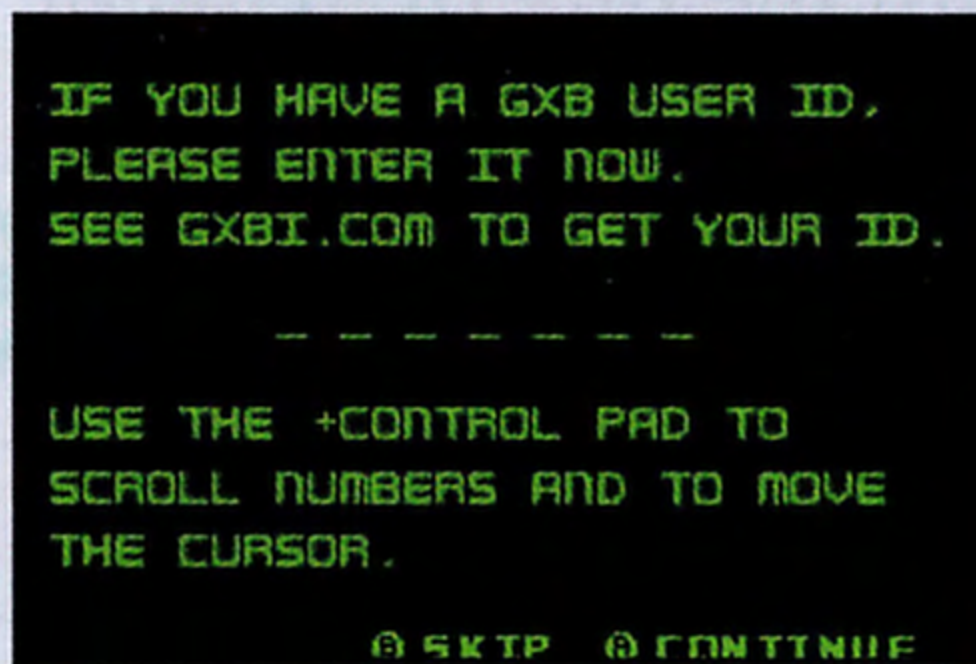 IF YOU HAVE A GXB USER ID,
PLEASE ENTER IT NOW.
SEE GXBI.COM TO GET YOUR ID.
_ _ _ _ _ _ _
USE THE +CONTROL PAD TO
SCROLL NUMBERS AND TO MOVE
THE CURSOR.
Ⓑ SKIP Ⓐ CONTINUE